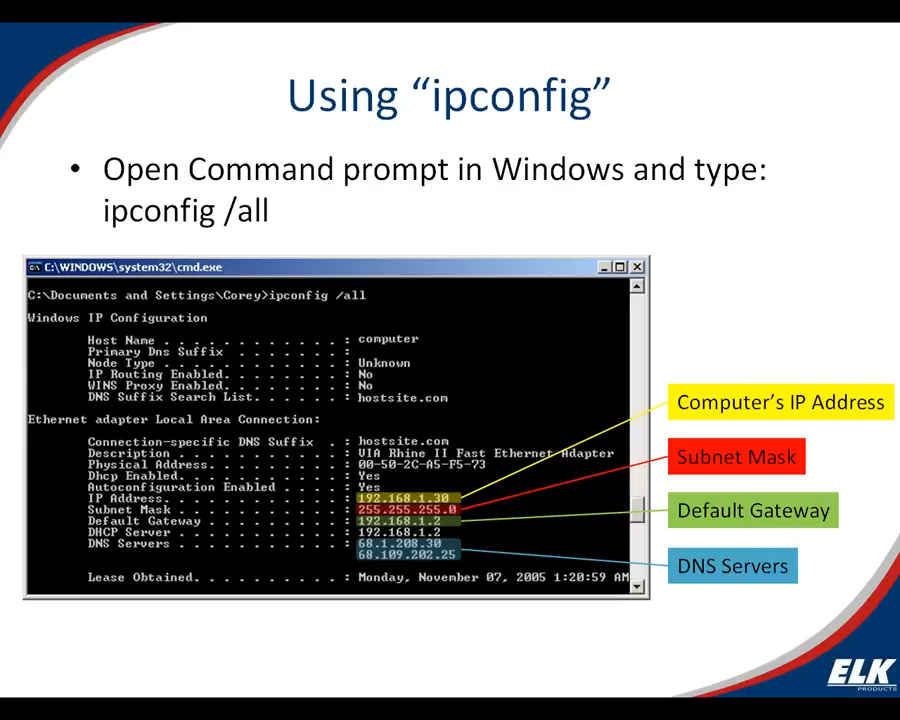 Using “ipconfig”
• Open Command prompt in Windows and type:
ipconfig /all
C:\WINDOWS\system32\cmd.exe
C:\Documents and Settings\Corey>ipconfig /all
Windows IP Configuration
Host Name . . . . . . . . . . . . : computer
Primary Dns Suffix . . . . . . . :
Node Type . . . . . . . . . . . . : Unknown
IP Routing Enabled. . . . . . . . : No
WINS Proxy Enabled. . . . . . . . : No
DNS Suffix Search List. . . . . . : hostsite.com
Ethernet adapter Local Area Connection:
Connection-specific DNS Suffix . : hostsite.com
Description . . . . . . . . . . . : VIA Rhine II Fast Ethernet Adapter
Physical Address. . . . . . . . . : 00-50-2C-A5-F5-73
Dhcp Enabled. . . . . . . . . . . : Yes
Autoconfiguration Enabled . . . . : Yes
IP Address. . . . . . . . . . . . : 192.168.1.30
Subnet Mask . . . . . . . . . . . : 255.255.255.0
Default Gateway . . . . . . . . . : 192.168.1.2
DHCP Server . . . . . . . . . . . : 192.168.1.2
DNS Servers . . . . . . . . . . . : 68.1.208.30
68.109.202.25
Lease Obtained. . . . . . . . . . : Monday, November 07, 2005 1:20:59 AM
Computer’s IP Address
Subnet Mask
Default Gateway
DNS Servers
ELK
PRODUCTS